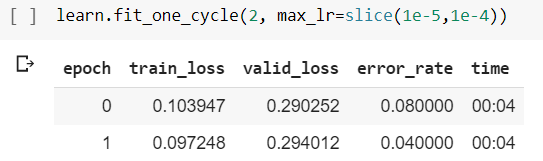 [ ] learn.fit_one_cycle(2, max_lr=slice(1e-5,1e-4))
epoch train_loss valid_loss error_rate time
0 0.103947 0.290252 0.080000 00:04
1 0.097248 0.294012 0.040000 00:04